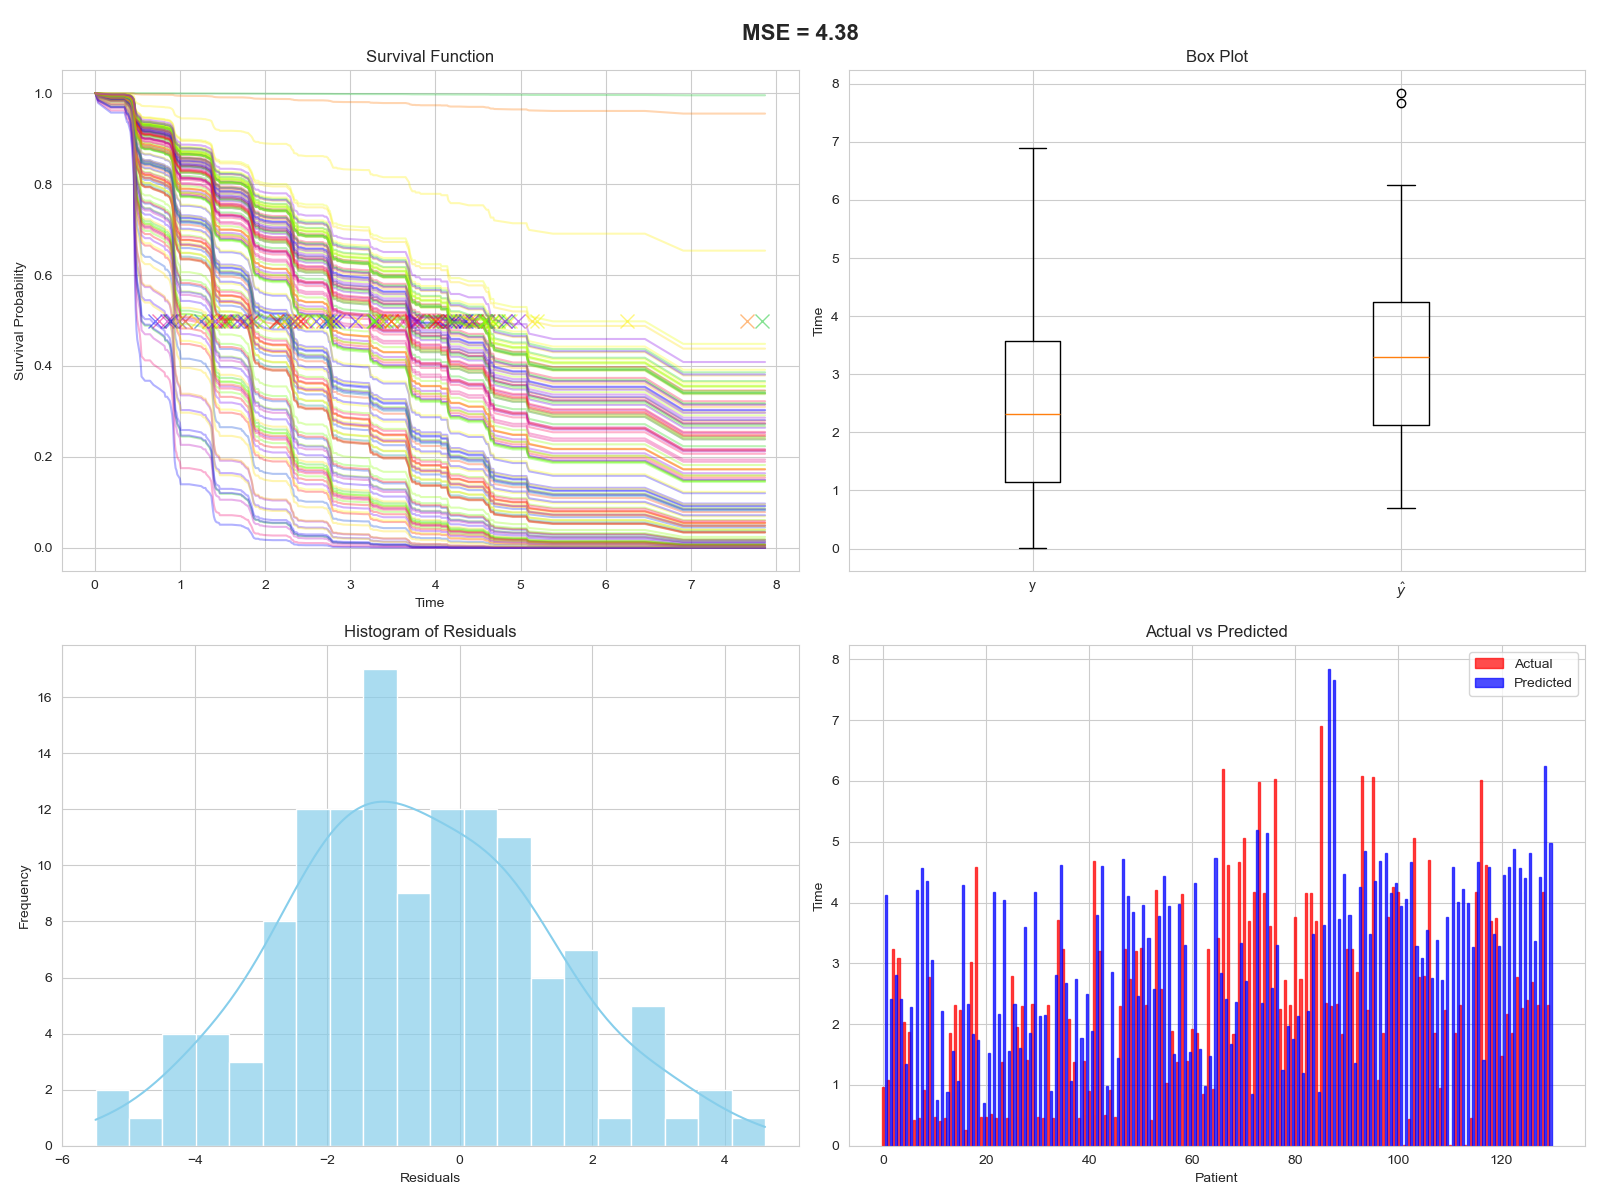 MSE = 4.38
Survival Function
1.0
0.8
0.6
0.4
0.2
0.0
Survival Probability
0 1 2 3 4 5 6 7 8
Time
Box Plot
8
7
6
5
4
3
2
1
0
Time
y ŷ
Histogram of Residuals
16
14
12
10
8
6
4
2
0
Frequency
−6 −4 −2 0 2 4
Residuals
Actual vs Predicted
Actual
Predicted
8
7
6
5
4
3
2
1
0
Time
0 20 40 60 80 100 120
Patient